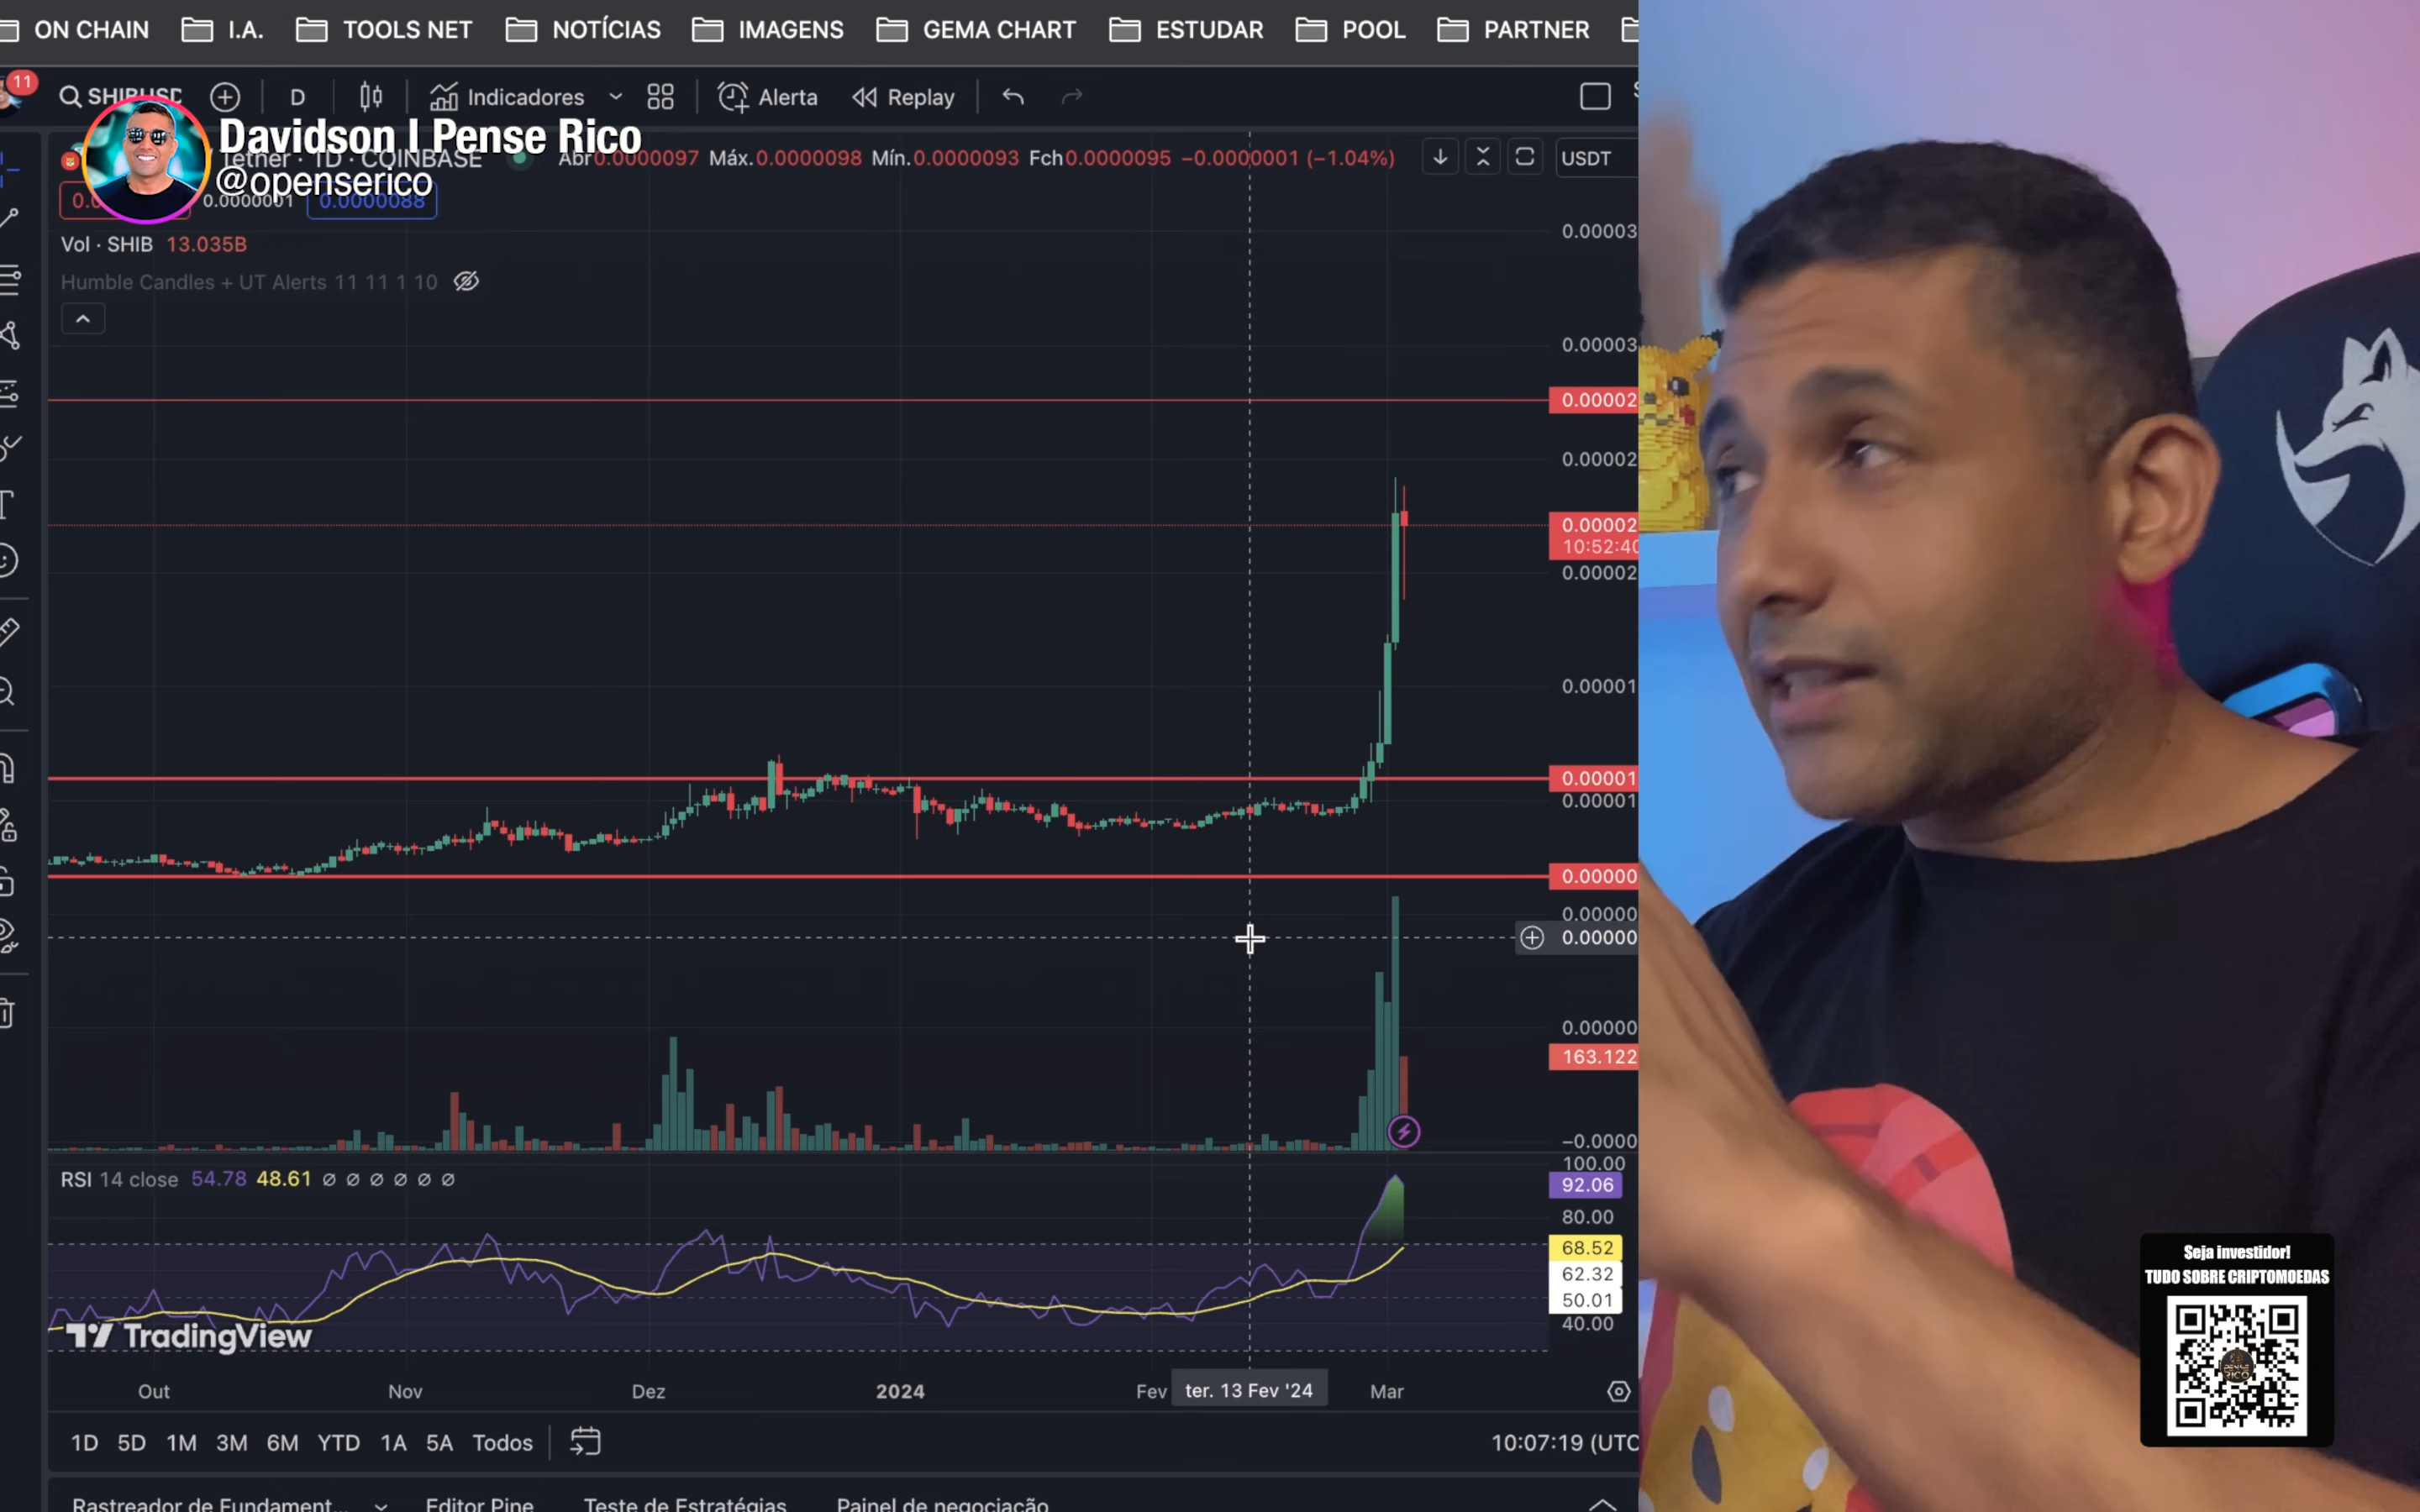 ON CHAIN I.A. TOOLS NET NOTÍCIAS IMAGENS GEMA CHART ESTUDAR POOL PARTNER
11 SHIBUSD D Indicadores Alerta Replay
Davidson | Pense Rico
Tether · 1D · COINBASE Abr0.0000097 Máx.0.0000098 Mín.0.0000093 Fch0.0000095 −0.0000001 (−1.04%) USDT
@openserico
0.0000001 0.0000088
Vol · SHIB 13.035B
Humble Candles + UT Alerts 11 11 1 10
0.00003
0.00003
0.00002
0.00002
0.00002
10:52:40
0.00002
0.00001
0.00001
0.00001
0.00000
0.00000
0.00000
0.00000
163.122
−0.0000
RSI 14 close 54.78 48.61 ∅ ∅ ∅ ∅ ∅ ∅
100.00
92.06
80.00
68.52
62.32
50.01
40.00
TradingView
Out Nov Dez 2024 Fev ter. 13 Fev '24 Mar
1D 5D 1M 3M 6M YTD 1A 5A Todos 10:07:19 (UTC
Rastreador de Fundament... Editor Pine Teste de Estratégias Painel de negociação
Seja investidor!
TUDO SOBRE CRIPTOMOEDAS